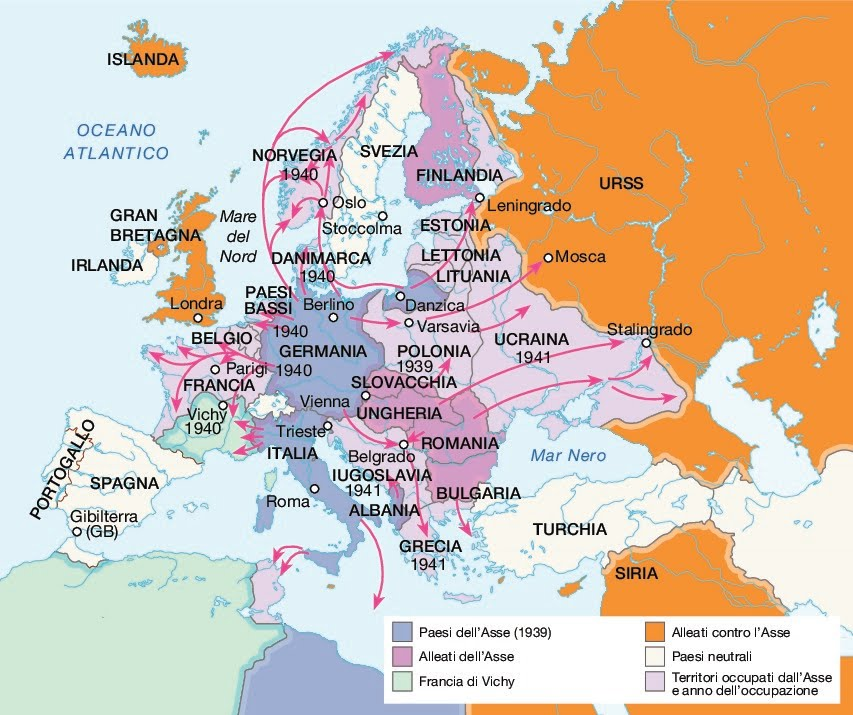 ISLANDA
OCEANO
ATLANTICO
NORVEGIA
1940
SVEZIA
FINLANDIA
URSS
Oslo
Stoccolma
Leningrado
GRAN
BRETAGNA
IRLANDA
Mare
del
Nord
ESTONIA
LETTONIA
LITUANIA
Mosca
DANIMARCA
1940
PAESI
BASSI
1940
Londra
Berlino
Danzica
Varsavia
BELGIO
1940
GERMANIA
POLONIA
1939
UCRAINA
1941
Stalingrado
Parigi
FRANCIA
SLOVACCHIA
Vienna
UNGHERIA
Vichy
1940
Trieste
ITALIA
Belgrado
ROMANIA
Mar Nero
PORTOGALLO
SPAGNA
IUGOSLAVIA
1941
Roma
BULGARIA
ALBANIA
Gibilterra
(GB)
GRECIA
1941
TURCHIA
SIRIA
Paesi dell'Asse (1939)
Alleati dell'Asse
Francia di Vichy
Alleati contro l'Asse
Paesi neutrali
Territori occupati dall'Asse
e anno dell'occupazione